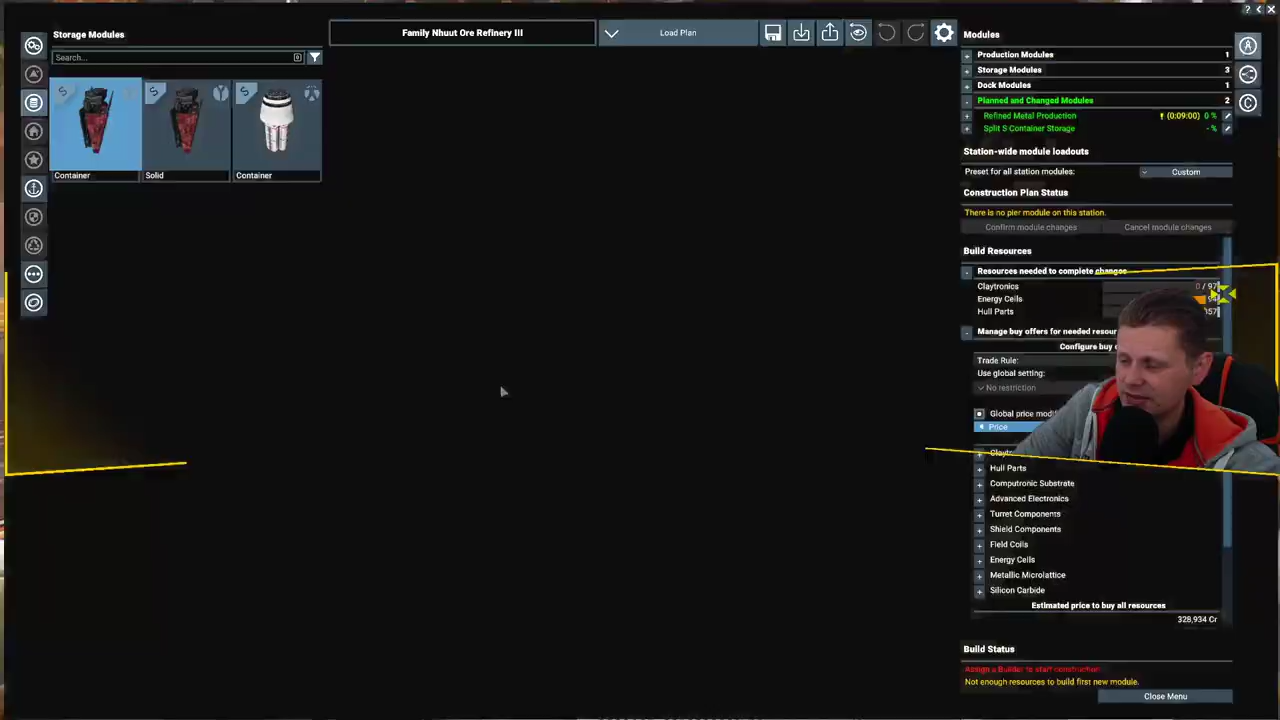 Storage Modules
Search...
S
S
S
Container
Solid
Container
Family Nhuut Ore Refinery III
Load Plan
? < ×
Modules
Production Modules 1
Storage Modules 3
Dock Modules 1
Planned and Changed Modules 2
Refined Metal Production ! (0:09:00) 0 %
Split S Container Storage - %
Station-wide module loadouts
Preset for all station modules: Custom
Construction Plan Status
There is no pier module on this station.
Confirm module changes Cancel module changes
Build Resources
Resources needed to complete changes
Claytronics 0 / 97
Energy Cells
Hull Parts
Manage buy offers for needed
Configure buy
Trade Rule:
Use global setting:
No restriction
Global price
Price
Hull Parts
Computronic Substrate
Advanced Electronics
Turret Components
Shield Components
Field Coils
Energy Cells
Metallic Microlattice
Silicon Carbide
Estimated price to buy all resources
328,934 Cr
Build Status
Assign a Builder to start construction.
Not enough resources to build first new module.
Close Menu